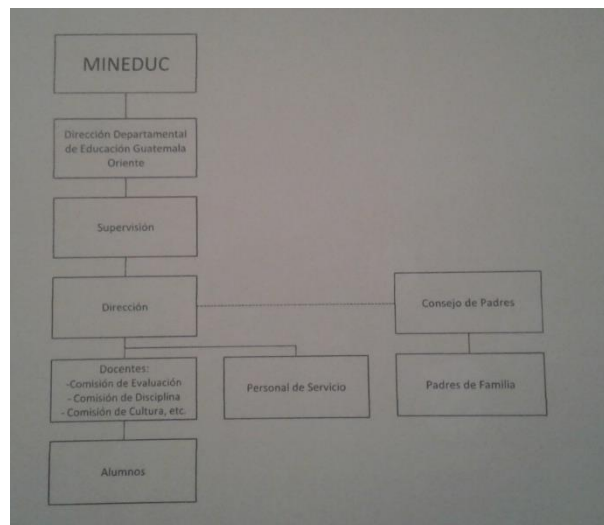 MINEDUC
Dirección Departamental
de Educación Guatemala
Oriente
Supervisión
Dirección
Consejo de Padres
Docentes:
-Comisión de Evaluación
- Comisión de Disciplina
- Comisión de Cultura, etc.
Personal de Servicio
Padres de Familia
Alumnos